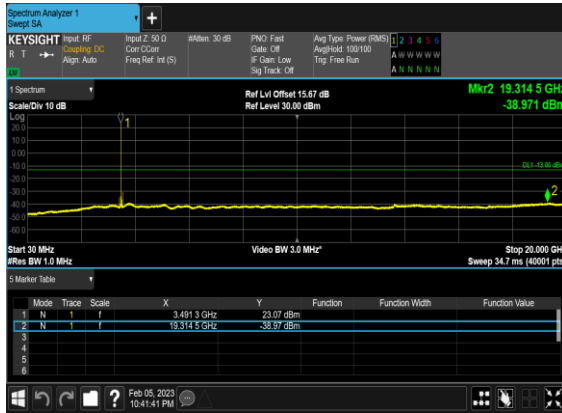 Spectrum Analyzer 1
Swept SA
+
KEYSIGHT Input: RF Input Z: 50 Ω #Atten: 30 dB PNO: Fast Avg Type: Power (RMS) 1 2 3 4 5 6
R T Coupling: DC Corr CCorr Gate: Off Avg|Hold: 100/100 A W W W W W
Align: Auto Freq Ref: Int (S) IF Gain: Low Trig: Free Run
Sig Track: Off A N N N N N
1 Spectrum Ref Lvl Offset 15.67 dB Mkr2 19.314 5 GHz
Scale/Div 10 dB Ref Level 30.00 dBm -38.971 dBm
Log
1
20.0
10.0
0.00
-10.0
DL1 -13.00 dBm
-20.0
-30.0
2
-40.0
-50.0
-60.0
Start 30 MHz Video BW 3.0 MHz* Stop 20.000 GHz
#Res BW 1.0 MHz Sweep 34.7 ms (40001 pts)
5 Marker Table
Mode Trace Scale X Y Function Function Width Function Value
1 N 1 f 3.491 3 GHz 23.07 dBm
2 N 1 f 19.314 5 GHz -38.97 dBm
3
4
5
6
? Feb 05, 2023
10:41:41 PM